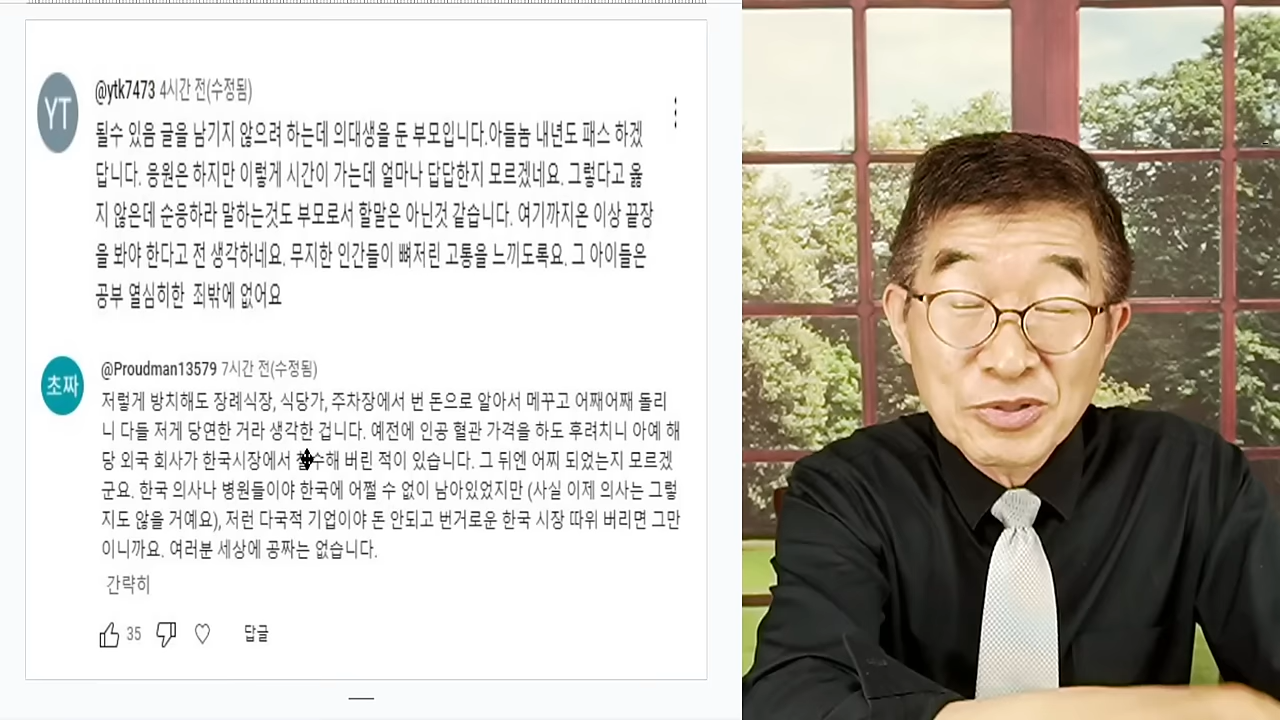 YT
@ytk7473 4시간 전(수정됨)
될수 있음 글을 남기지 않으려 하는데 의대생을 둔 부모입니다.아들놈 내년도 패스 하겠
답니다. 응원은 하지만 이렇게 시간이 가는데 얼마나 답답한지 모르겠네요. 그렇다고 옳
지 않은데 순응하라 말하는것도 부모로서 할말은 아닌것 같습니다. 여기까지온 이상 끝장
을 봐야 한다고 전 생각하네요. 무지한 인간들이 뼈저린 고통을 느끼도록요. 그 아이들은
공부 열심히한 죄밖에 없어요
초짜
@Proudman13579 7시간 전(수정됨)
저렇게 방치해도 장례식장, 식당가, 주차장에서 번 돈으로 알아서 메꾸고 어째어째 돌리
니 다들 저게 당연한 거라 생각한 겁니다. 예전에 인공 혈관 가격을 하도 후려치니 아예 해
당 외국 회사가 한국시장에서 철수해 버린 적이 있습니다. 그 뒤엔 어찌 되었는지 모르겠
군요. 한국 의사나 병원들이야 한국에 어쩔 수 없이 남아있었지만 (사실 이제 의사는 그렇
지도 않을 거예요), 저런 다국적 기업이야 돈 안되고 번거로운 한국 시장 따위 버리면 그만
이니까요. 여러분 세상에 공짜는 없습니다.
간략히
35 답글